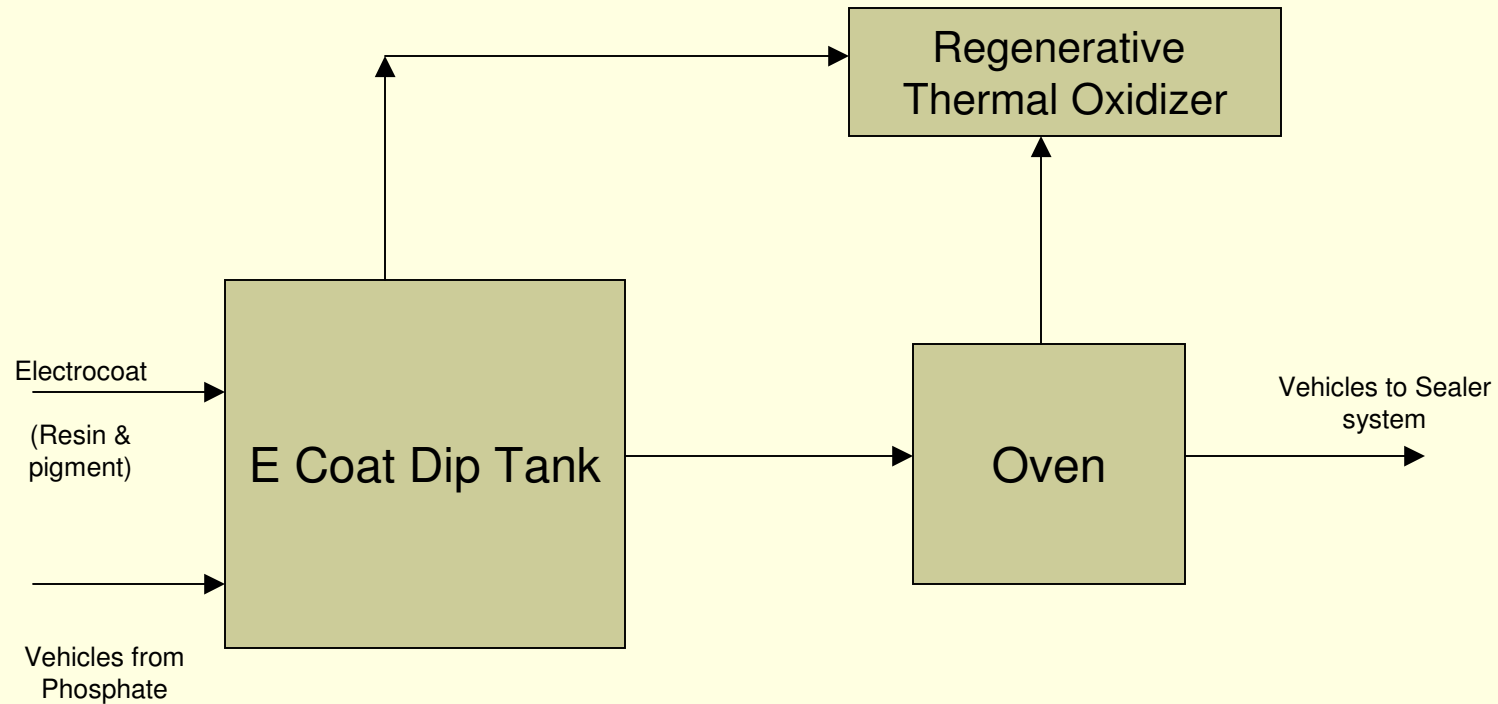 Regenerative
Thermal Oxidizer
Electrocoat
(Resin &
pigment)
E Coat Dip Tank
Oven
Vehicles to Sealer
system
Vehicles from
Phosphate